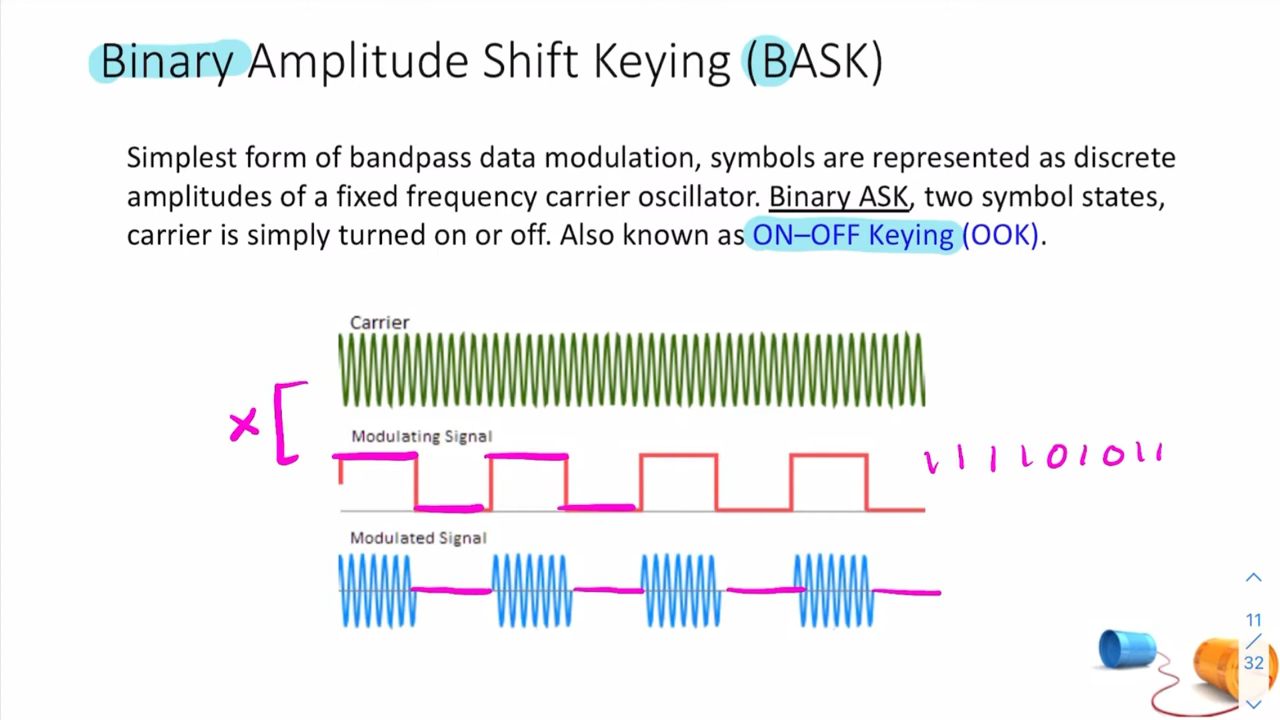 Binary Amplitude Shift Keying (BASK)
Simplest form of bandpass data modulation, symbols are represented as discrete
amplitudes of a fixed frequency carrier oscillator. Binary ASK, two symbol states,
carrier is simply turned on or off. Also known as ON–OFF Keying (OOK).
Carrier
×
Modulating Signal
1 1 1 1 0 1 0 1 1
Modulated Signal
11
/
32